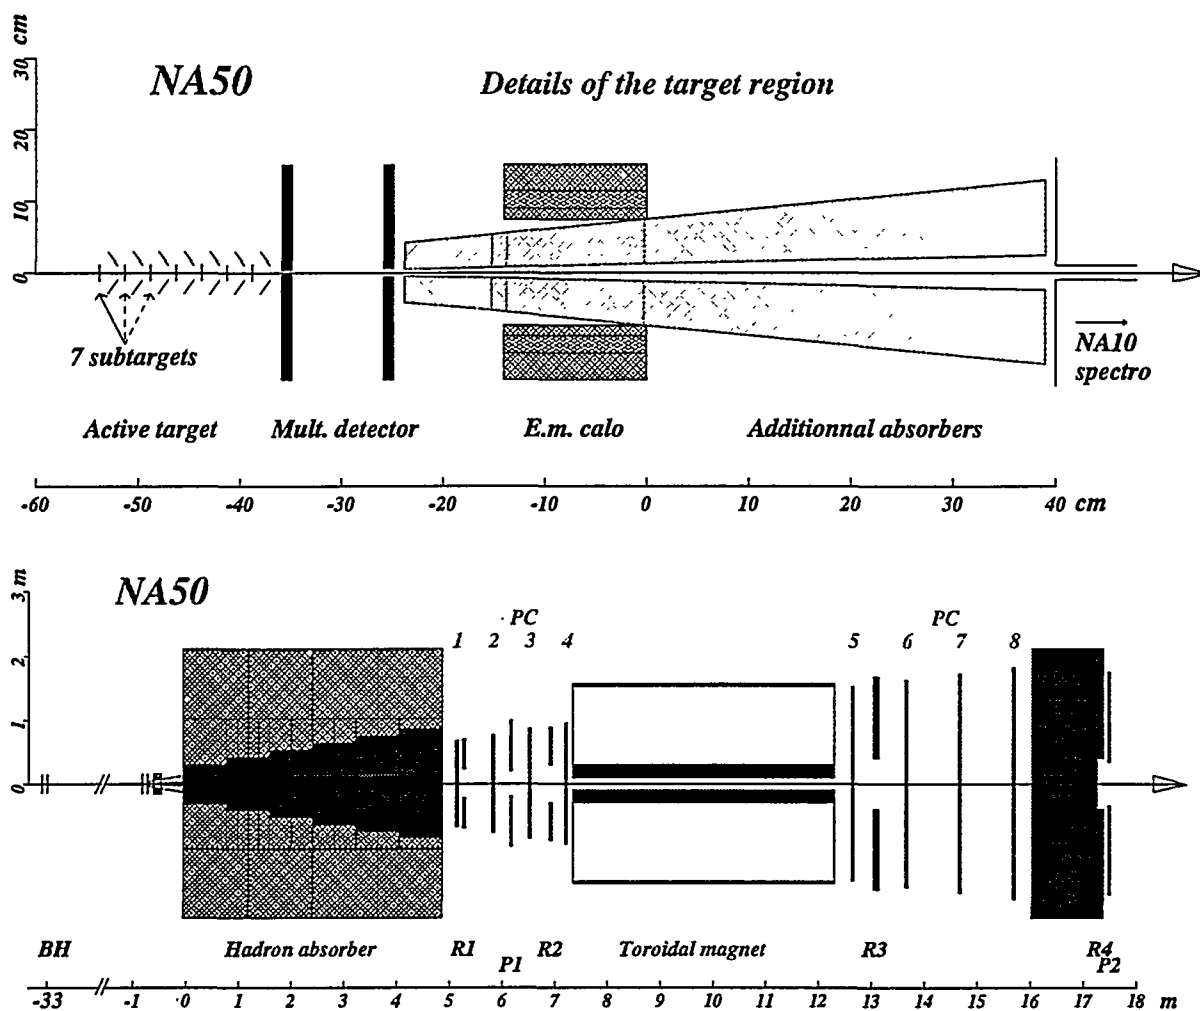 cm
30
20
10
0
NA50
Details of the target region
7 subtargets
NA10
spectro
Active target
Mult. detector
E.m. calo
Additionnal absorbers
-60 -50 -40 -30 -20 -10 0 10 20 30 40 cm
NA50
3 m
2
1
0
PC
1 2 3 4
PC
5 6 7 8
BH
Hadron absorber
R1
P1
R2
Toroidal magnet
R3
R4
P2
-33 -1 0 1 2 3 4 5 6 7 8 9 10 11 12 13 14 15 16 17 18 m